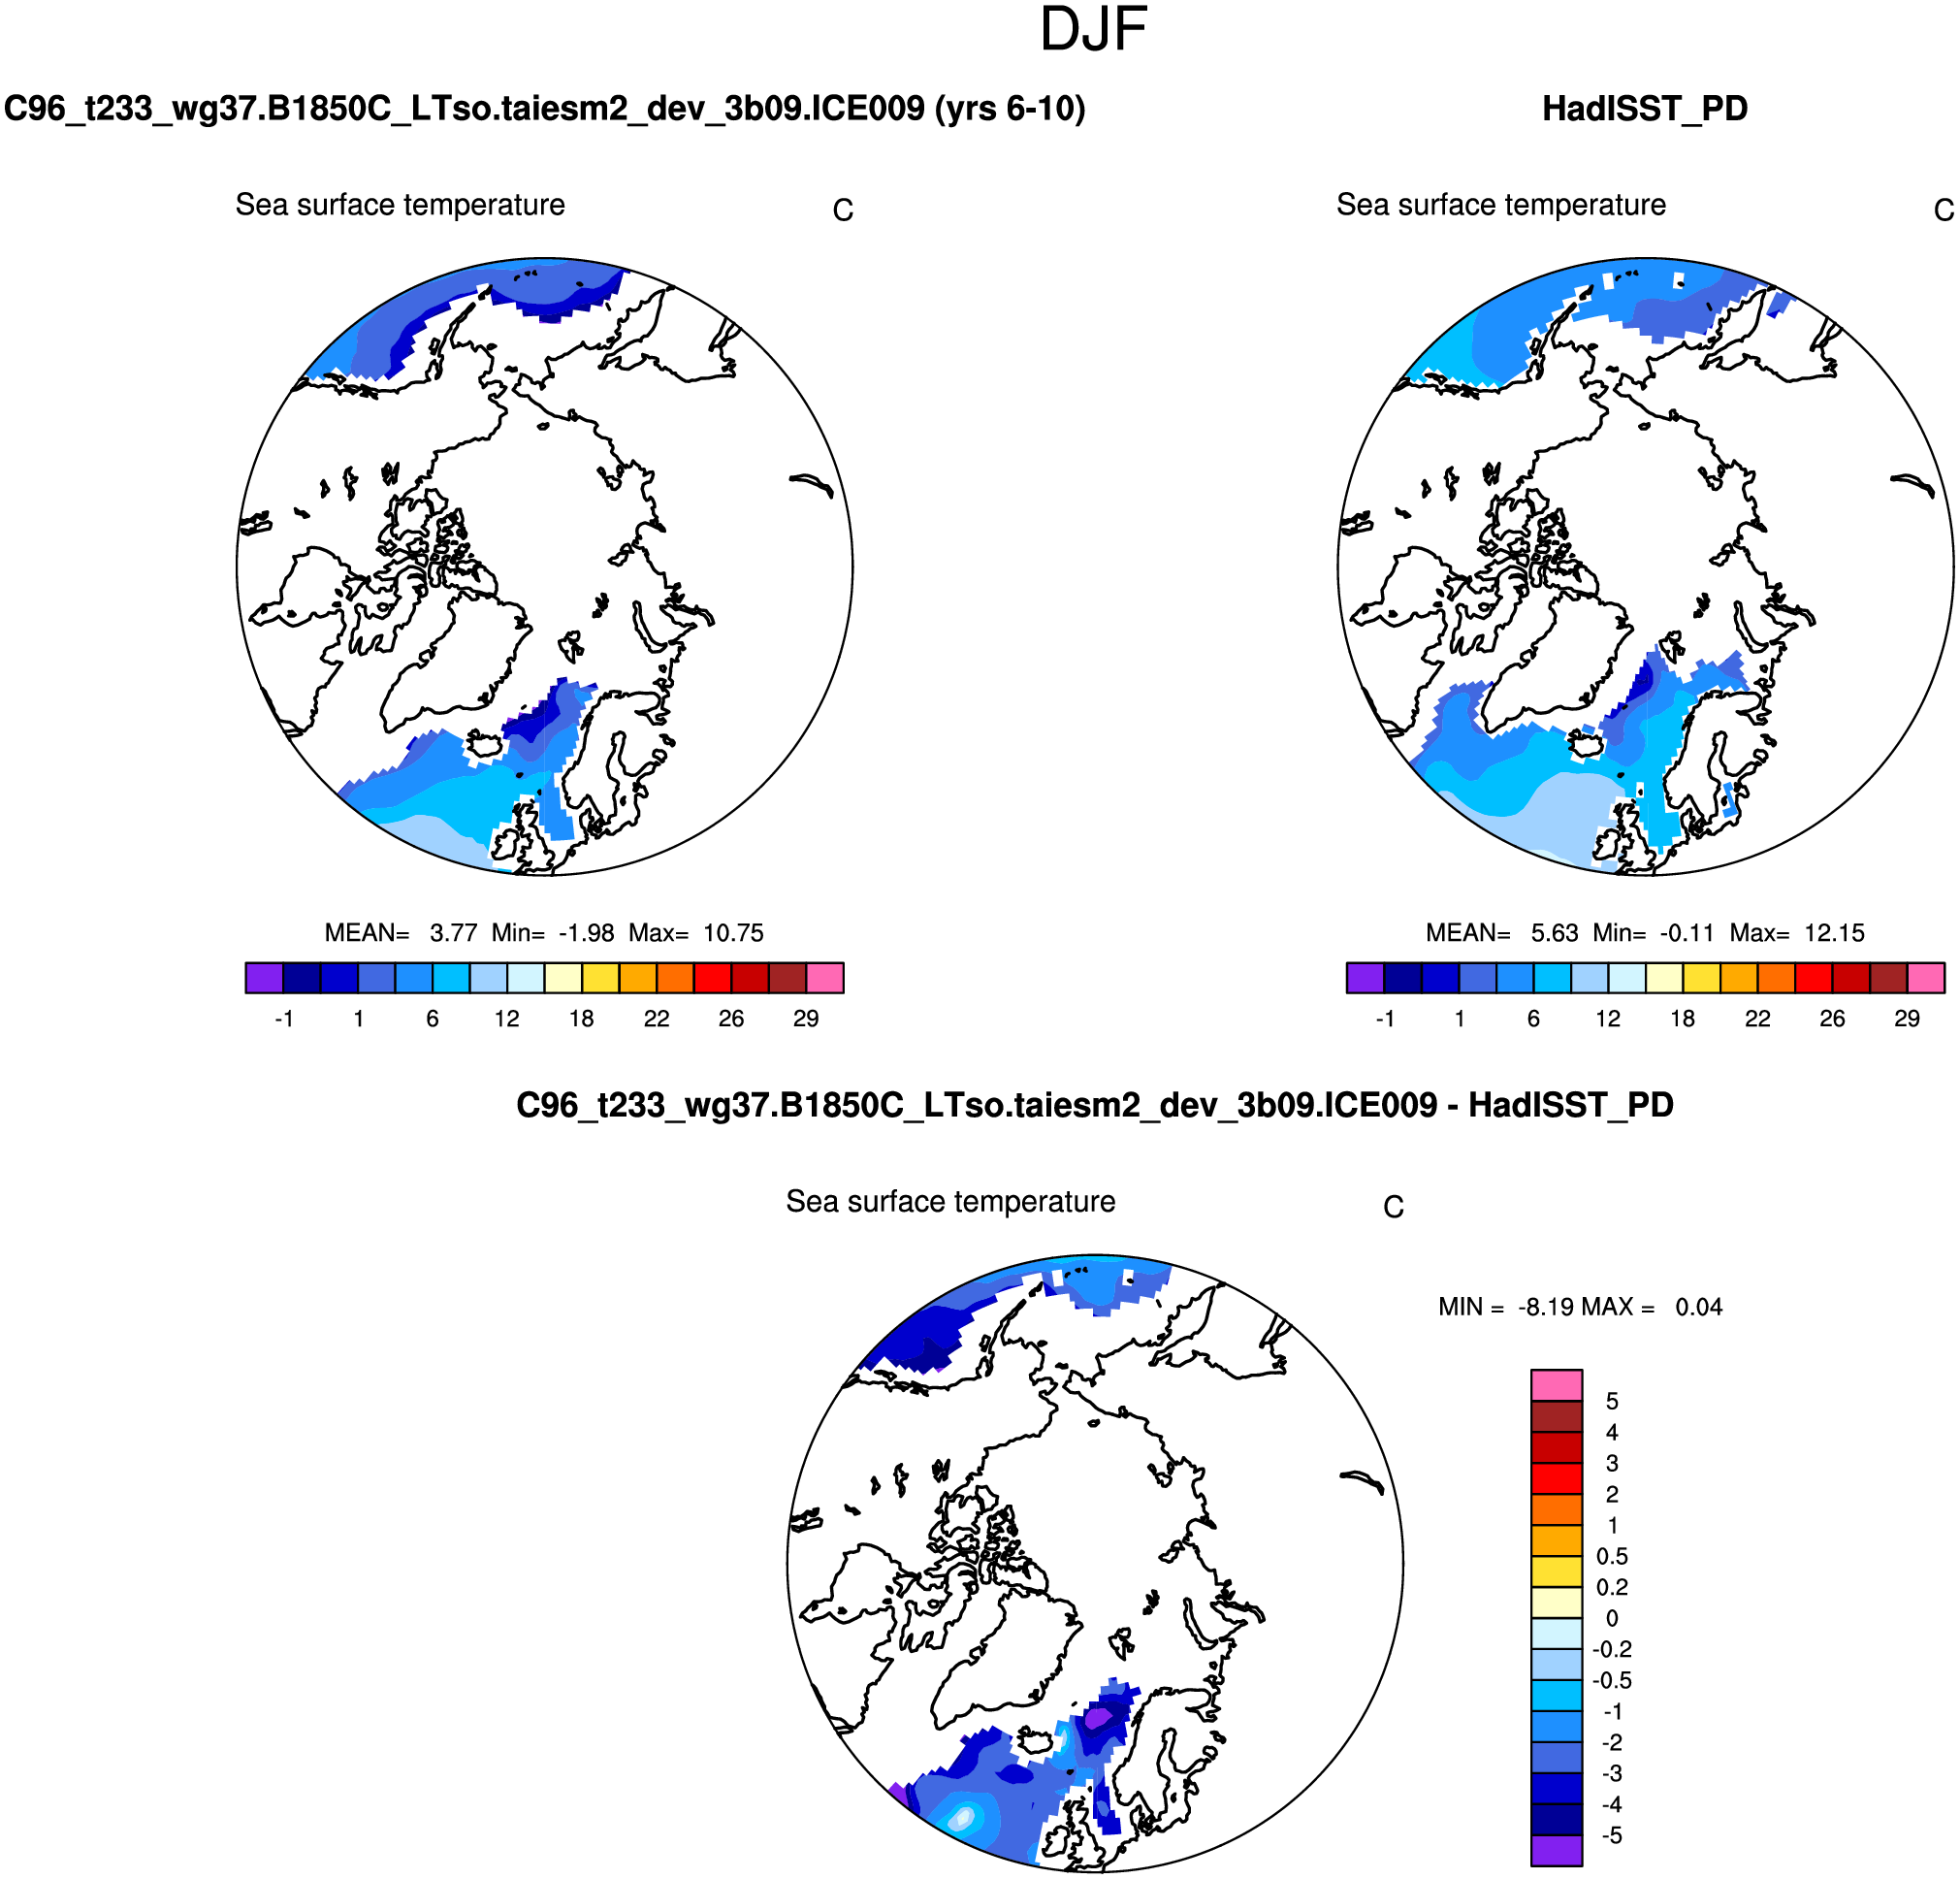 DJF
C96_t233_wg37.B1850C_LTso.taiesm2_dev_3b09.ICE009 (yrs 6-10)
HadISST_PD
Sea surface temperature C
Sea surface temperature C
MEAN= 3.77 Min= -1.98 Max= 10.75
MEAN= 5.63 Min= -0.11 Max= 12.15
-1 1 6 12 18 22 26 29
-1 1 6 12 18 22 26 29
C96_t233_wg37.B1850C_LTso.taiesm2_dev_3b09.ICE009 - HadISST_PD
Sea surface temperature C
MIN = -8.19 MAX = 0.04
5
4
3
2
1
0.5
0.2
0
-0.2
-0.5
-1
-2
-3
-4
-5